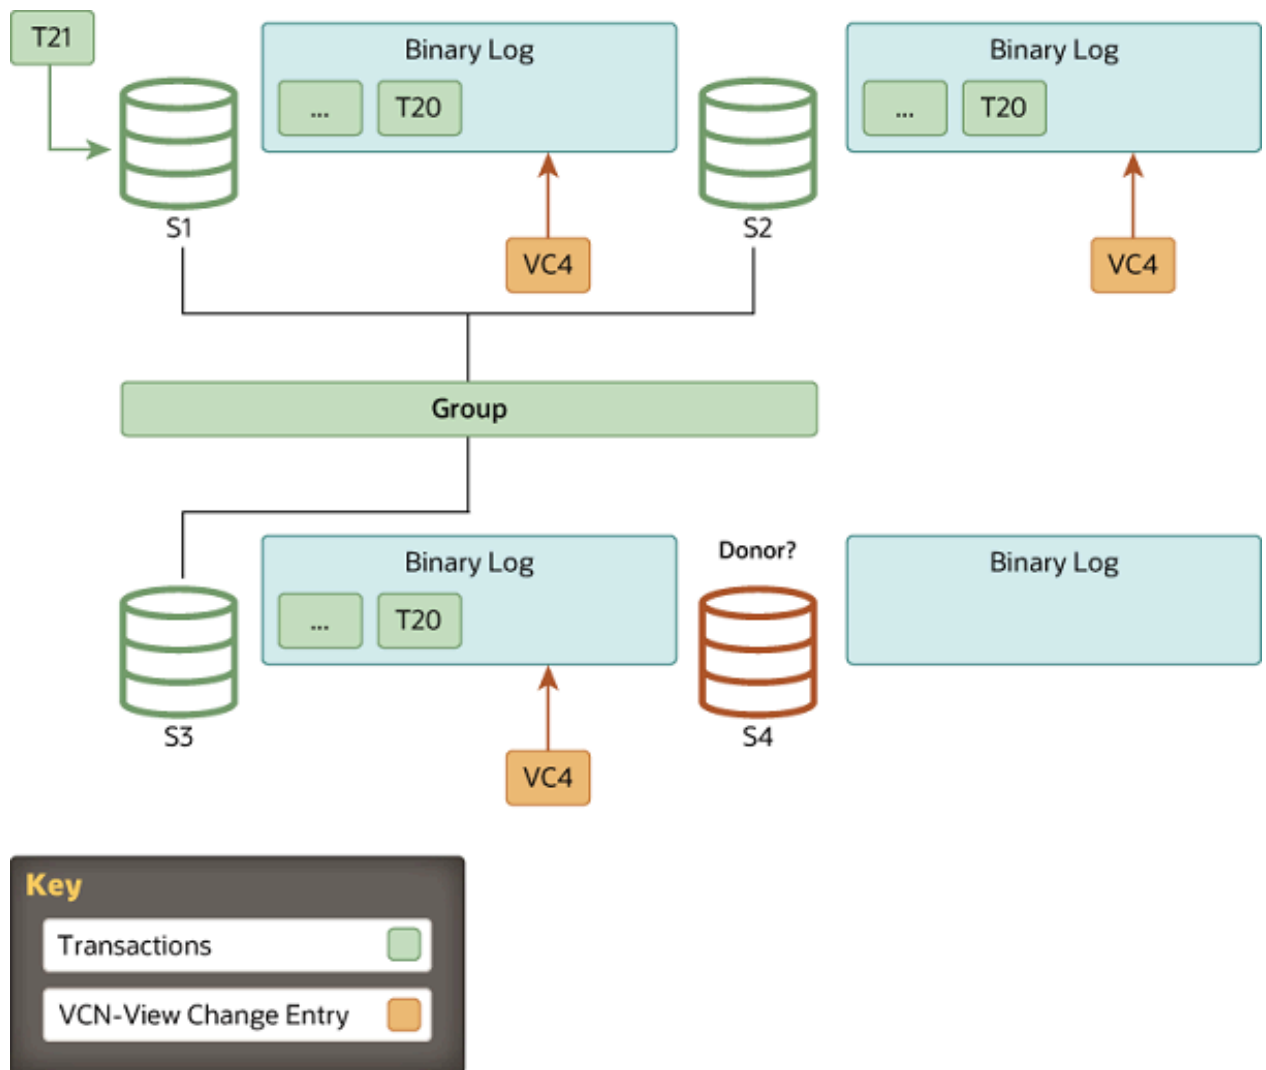 T21
Binary Log
... T20
S1
VC4
Binary Log
... T20
S2
VC4
Group
Binary Log
... T20
S3
VC4
Donor?
S4
Binary Log
Key
Transactions
VCN-View Change Entry